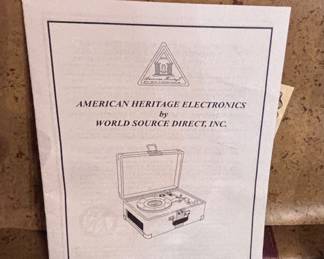 AMERICAN HERITAGE ELECTRONICS
by
WORLD SOURCE DIRECT, INC.